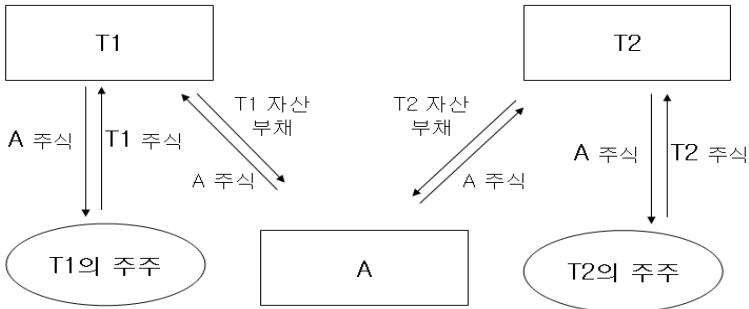 T1
T2
T1 자산
부채
T2 자산
부채
A 주식
T1 주식
A 주식
A 주식
A 주식
T2 주식
T1의 주주
A
T2의 주주